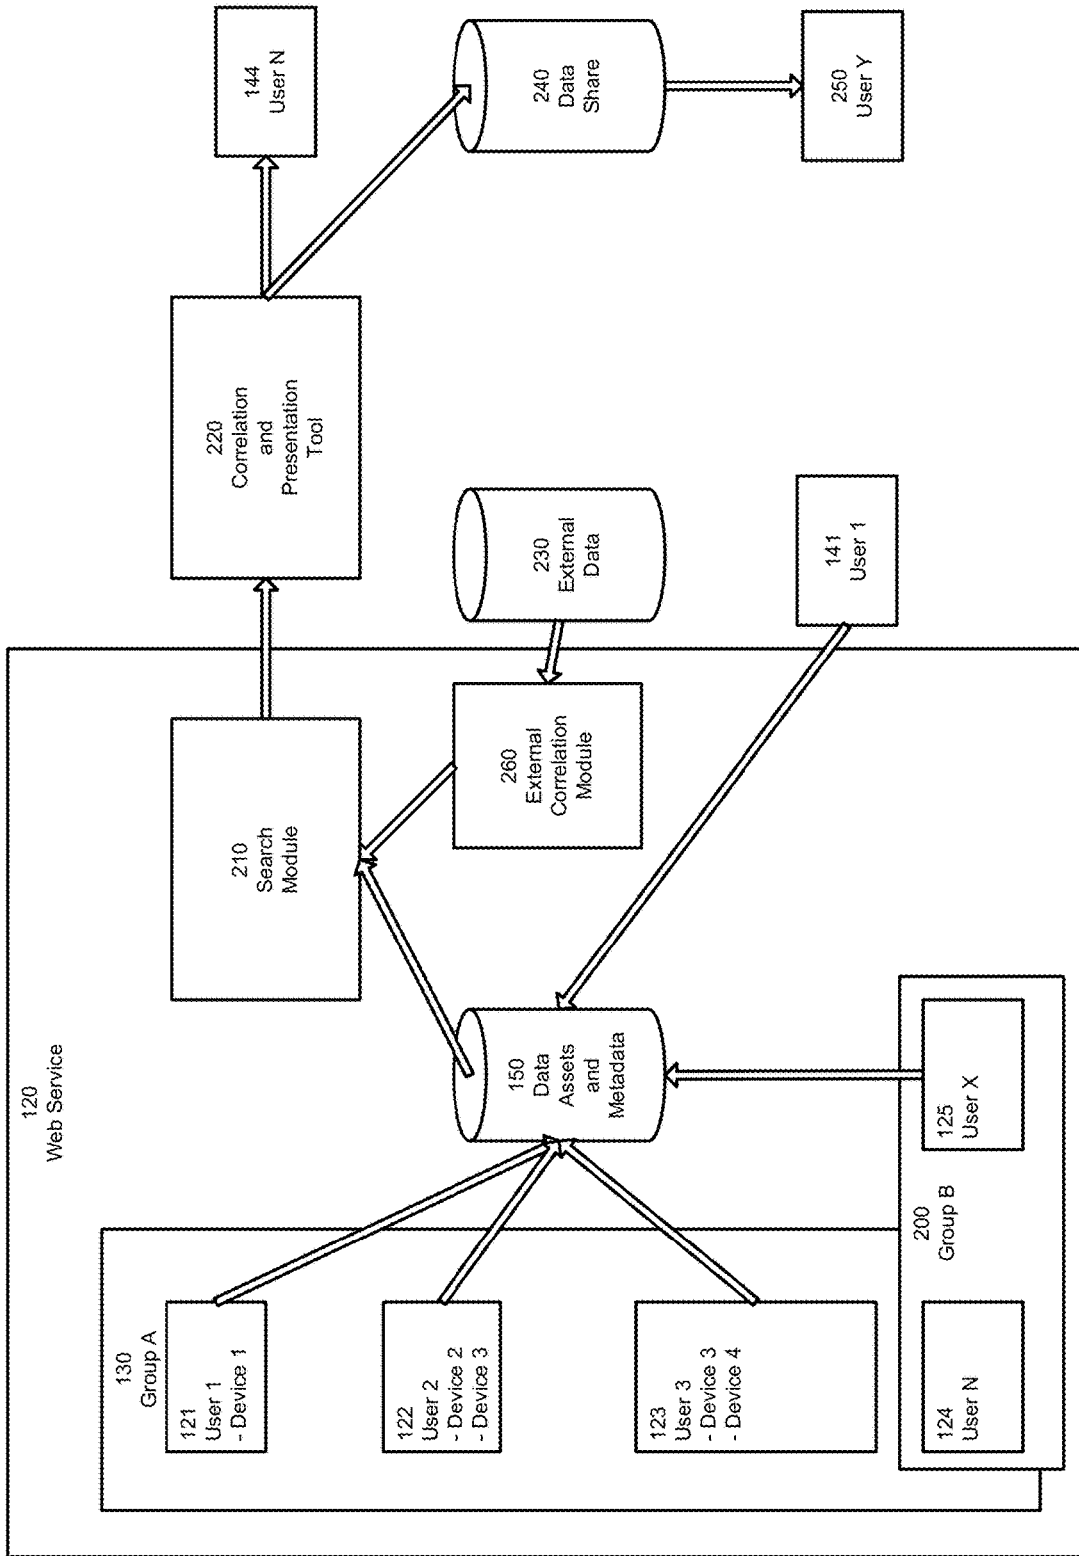 120
Web Service
130
Group A
121
User 1
- Device 1
122
User 2
- Device 2
- Device 3
123
User 3
- Device 3
- Device 4
124
User N
200
Group B
125
User X
150
Data
Assets
and
Metadata
210
Search
Module
260
External
Correlation
Module
230
External
Data
141
User 1
220
Correlation
and
Presentation
Tool
144
User N
240
Data
Share
250
User Y